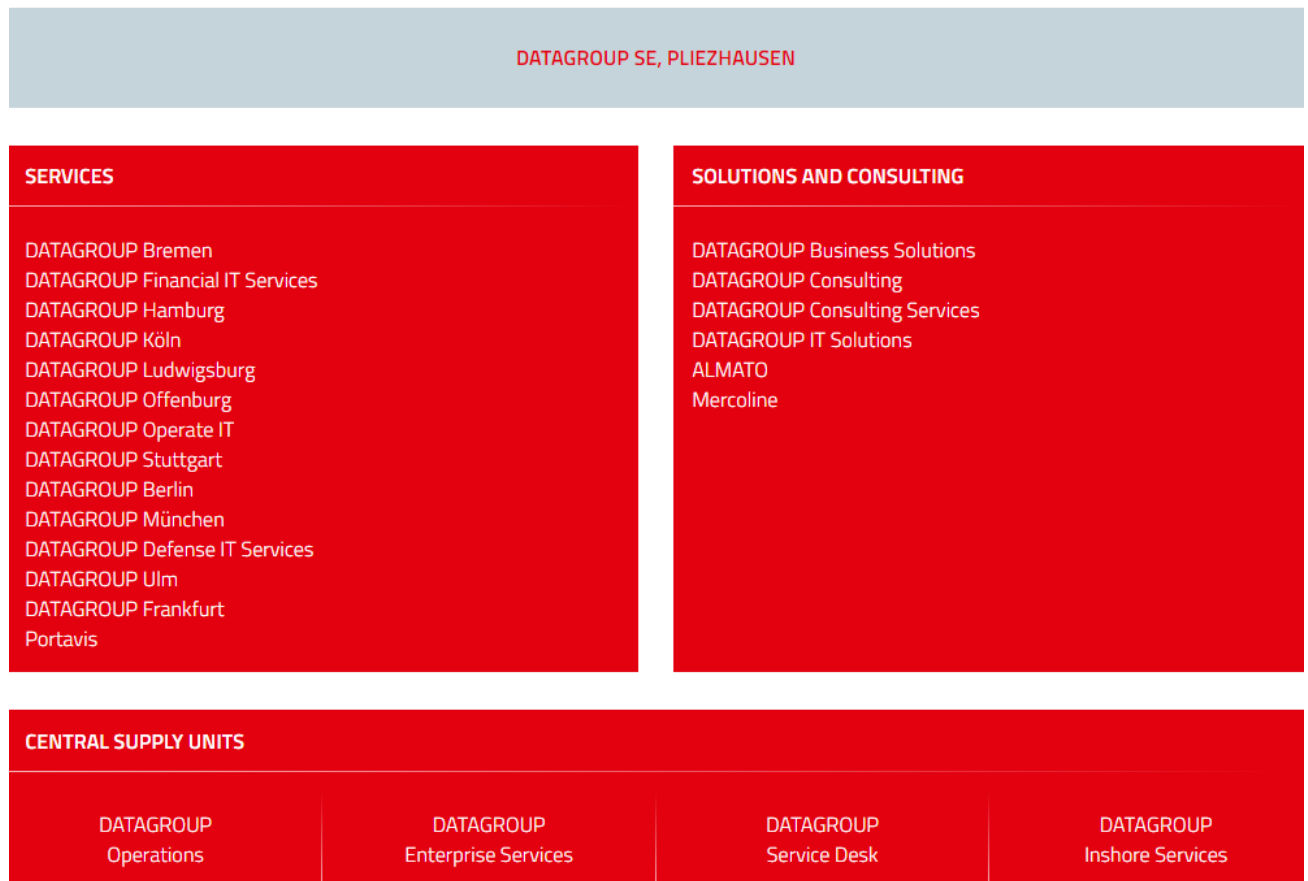 DATAGROUP SE, PLIEZHAUSEN
SERVICES
DATAGROUP Bremen
DATAGROUP Financial IT Services
DATAGROUP Hamburg
DATAGROUP Köln
DATAGROUP Ludwigsburg
DATAGROUP Offenburg
DATAGROUP Operate IT
DATAGROUP Stuttgart
DATAGROUP Berlin
DATAGROUP München
DATAGROUP Defense IT Services
DATAGROUP Ulm
DATAGROUP Frankfurt
Portavis
SOLUTIONS AND CONSULTING
DATAGROUP Business Solutions
DATAGROUP Consulting
DATAGROUP Consulting Services
DATAGROUP IT Solutions
ALMATO
Mercoline
CENTRAL SUPPLY UNITS
DATAGROUP
Operations
DATAGROUP
Enterprise Services
DATAGROUP
Service Desk
DATAGROUP
Inshore Services